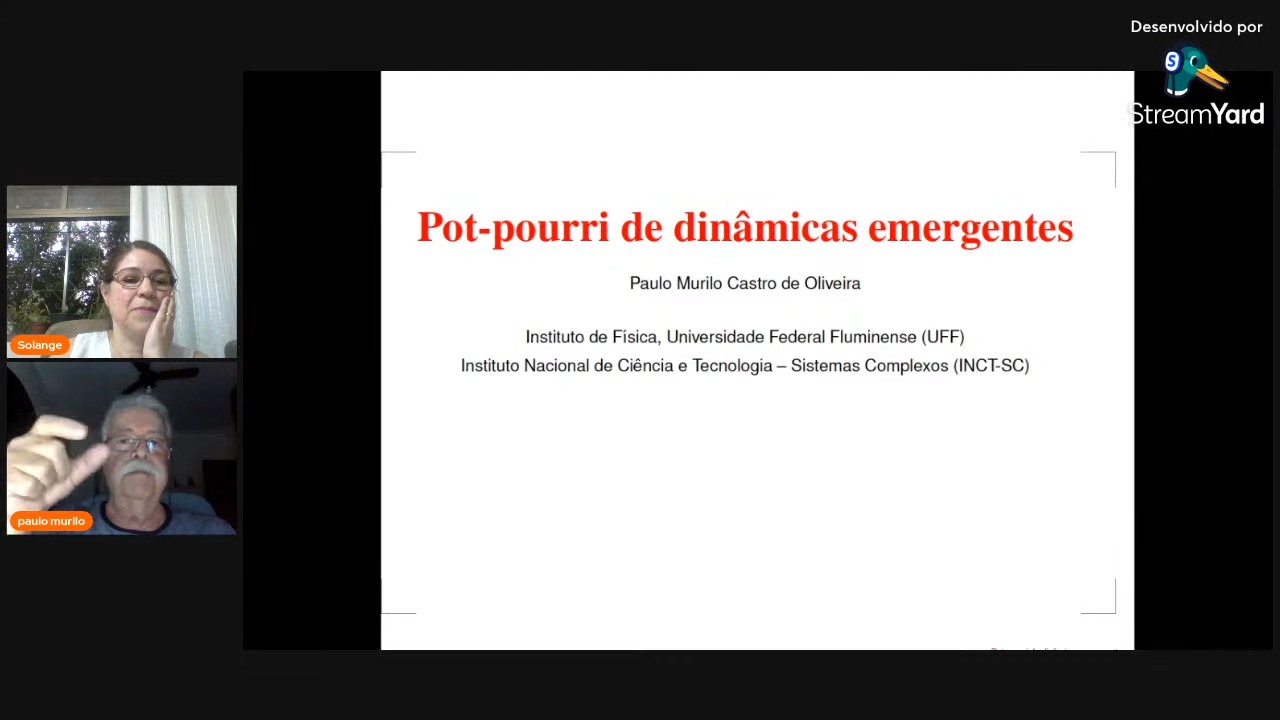 Desenvolvido por
StreamYard
Pot-pourri de dinâmicas emergentes
Paulo Murilo Castro de Oliveira
Instituto de Física, Universidade Federal Fluminense (UFF)
Instituto Nacional de Ciência e Tecnologia – Sistemas Complexos (INCT-SC)
Solange
paulo murilo